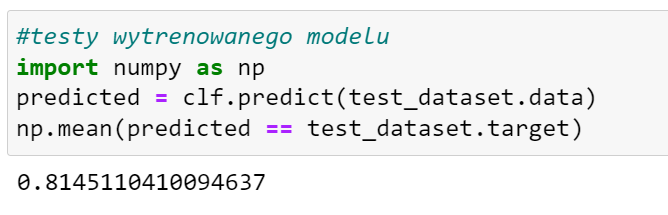 #testy wytrenowanego modelu
import numpy as np
predicted = clf.predict(test_dataset.data)
np.mean(predicted == test_dataset.target)
0.8145110410094637